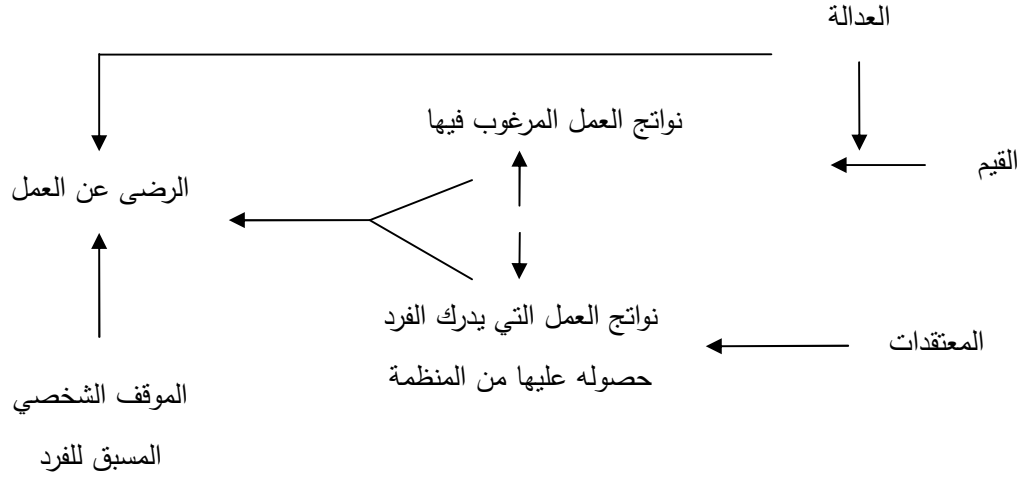 العدالة
نواتج العمل المرغوب فيها
القيم
الرضى عن العمل
نواتج العمل التي يدرك الفرد
حصوله عليها من المنظمة
المعتقدات
الموقف الشخصي
المسبق للفرد